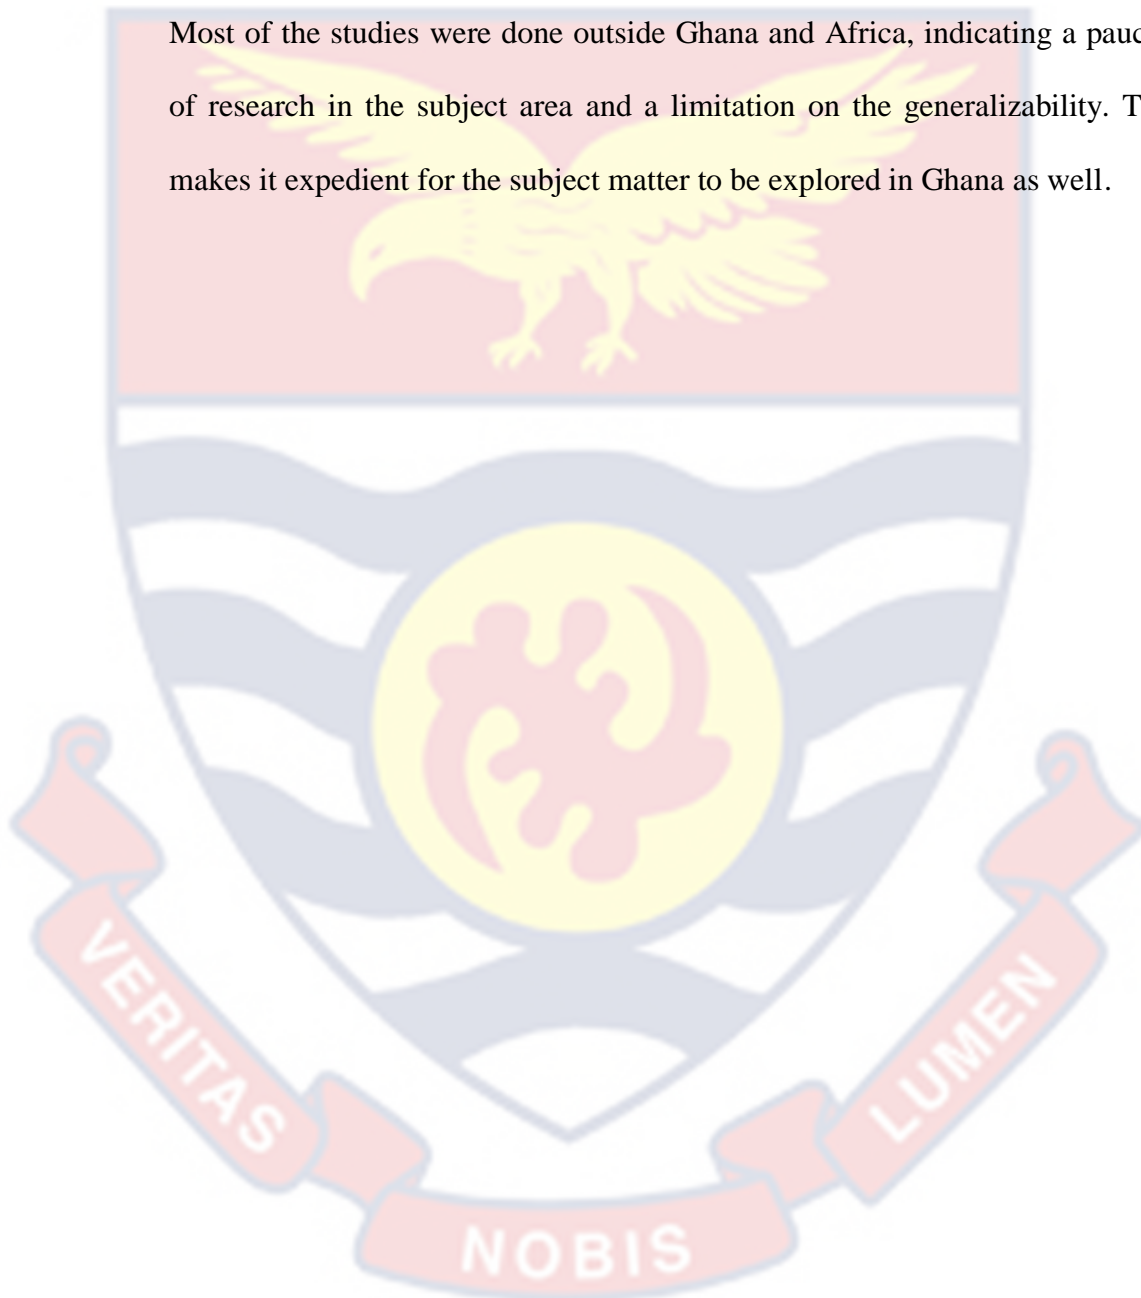 Most of the studies were done outside Ghana and Africa, indicating a pauc
of research in the subject area and a limitation on the generalizability. T
makes it expedient for the subject matter to be explored in Ghana as well.
VERITAS
NOBIS
LUMEN